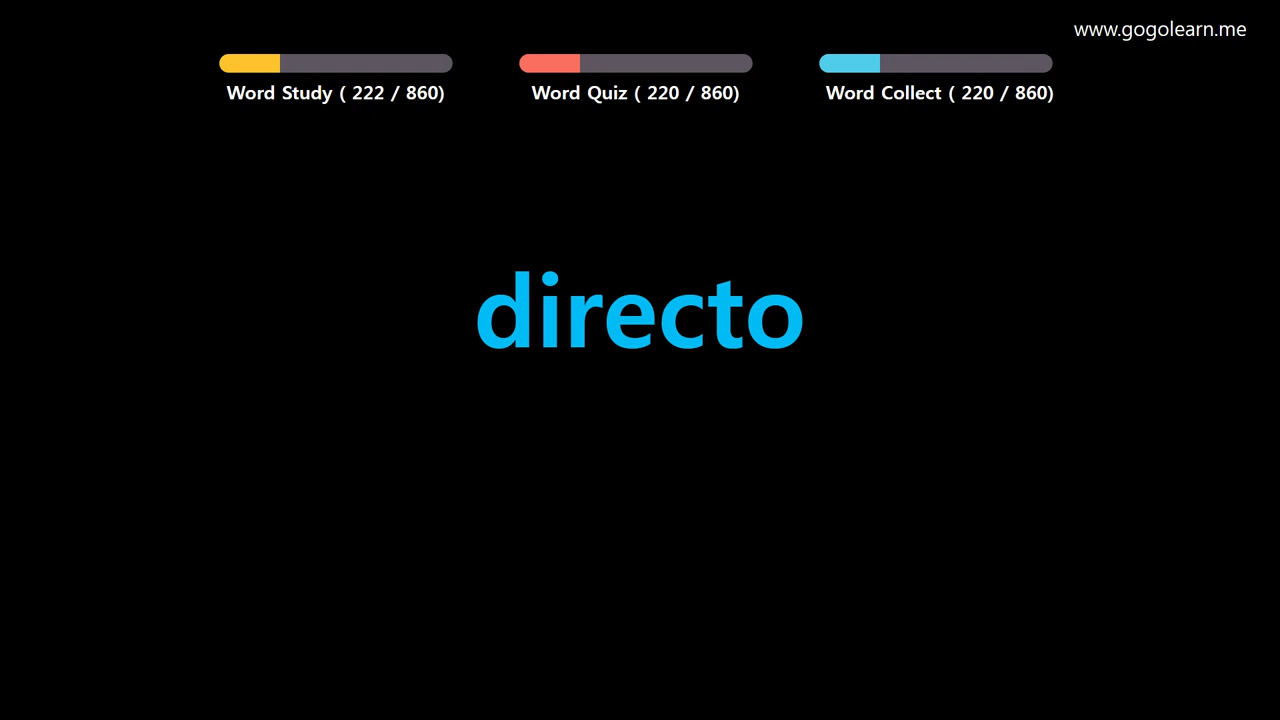 www.gogolearn.me
Word Study ( 222 / 860)
Word Quiz ( 220 / 860)
Word Collect ( 220 / 860)
directo